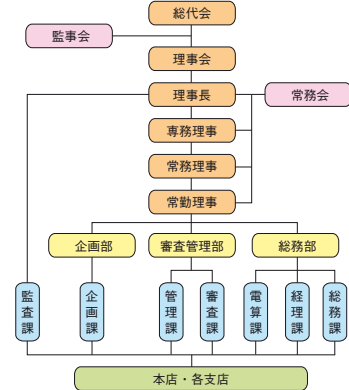 総代会
監事会
理事会
理事長
常務会
専務理事
常務理事
常勤理事
企画部
審査管理部
総務部
監査課
企画課
管理課
審査課
電算課
経理課
総務課
本店・各支店